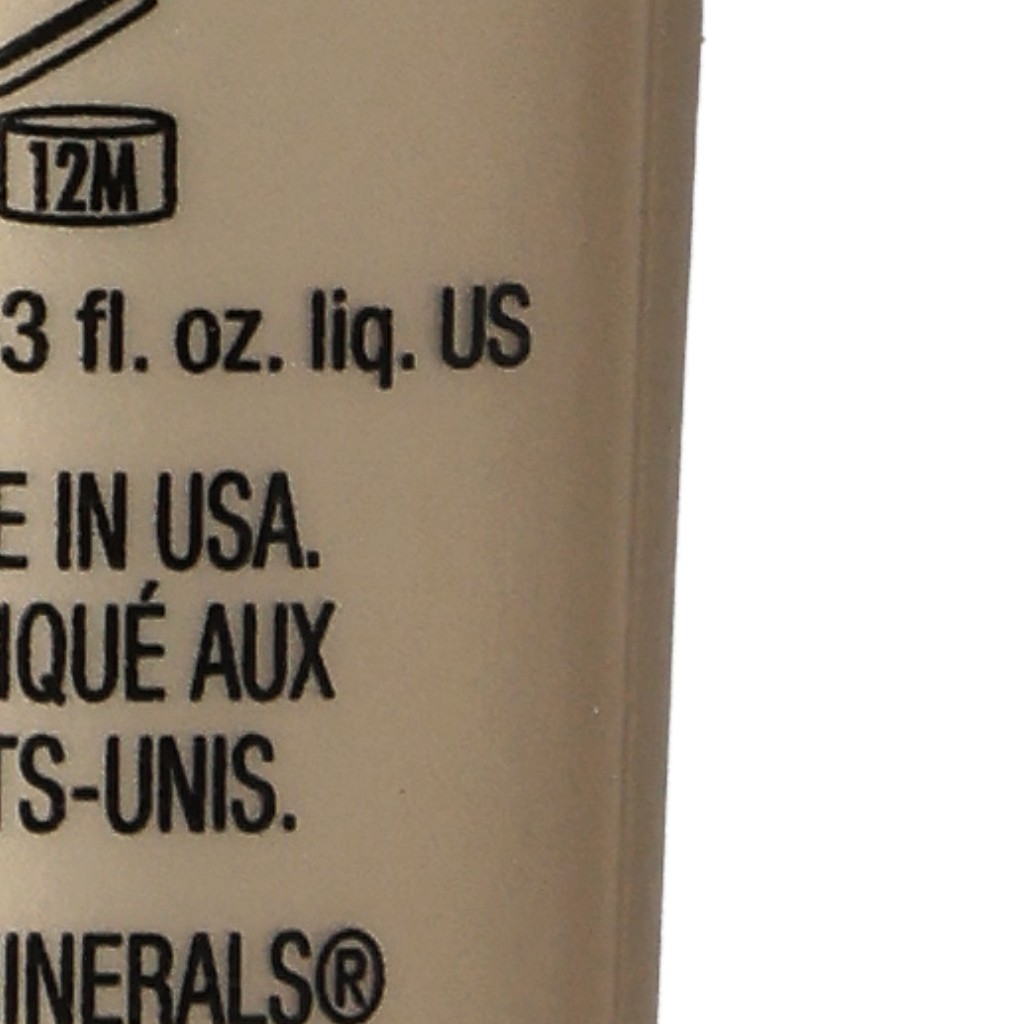 12M
3 fl. oz. liq. US
E IN USA.
IQUÉ AUX
TS-UNIS.
INERALS®